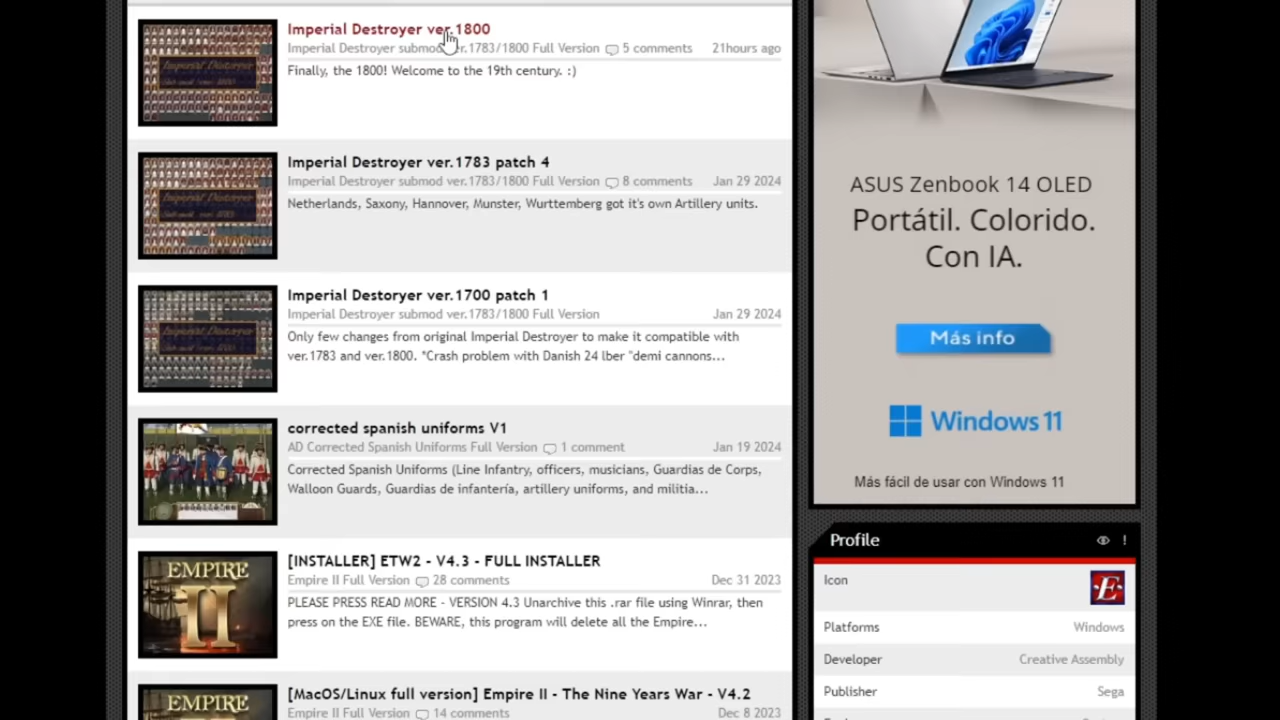 Imperial Destroyer ver.1800
Imperial Destroyer submod ver.1783/1800 Full Version 5 comments 21hours ago
Finally, the 1800! Welcome to the 19th century. :)
Imperial Destroyer ver.1783 patch 4
Imperial Destroyer submod ver.1783/1800 Full Version 8 comments Jan 29 2024
Netherlands, Saxony, Hannover, Munster, Wurttemberg got it's own Artillery units.
Imperial Destoryer ver.1700 patch 1
Imperial Destroyer submod ver.1783/1800 Full Version Jan 29 2024
Only few changes from original Imperial Destroyer to make it compatible with
ver.1783 and ver.1800. *Crash problem with Danish 24 lber "demi cannons...
corrected spanish uniforms V1
AD Corrected Spanish Uniforms Full Version 1 comment Jan 19 2024
Corrected Spanish Uniforms (Line Infantry, officers, musicians, Guardias de Corps,
Walloon Guards, Guardias de infantería, artillery uniforms, and militia...
EMPIRE
II
[INSTALLER] ETW2 - V4.3 - FULL INSTALLER
Empire II Full Version 28 comments Dec 31 2023
PLEASE PRESS READ MORE - VERSION 4.3 Unarchive this .rar file using Winrar, then
press on the EXE file. BEWARE, this program will delete all the Empire...
EMPIRE
[MacOS/Linux full version] Empire II - The Nine Years War - V4.2
Empire II Full Version 14 comments Dec 8 2023
ASUS Zenbook 14 OLED
Portátil. Colorido.
Con IA.
Más info
Windows 11
Más fácil de usar con Windows 11
Profile
Icon E
Platforms Windows
Developer Creative Assembly
Publisher Sega